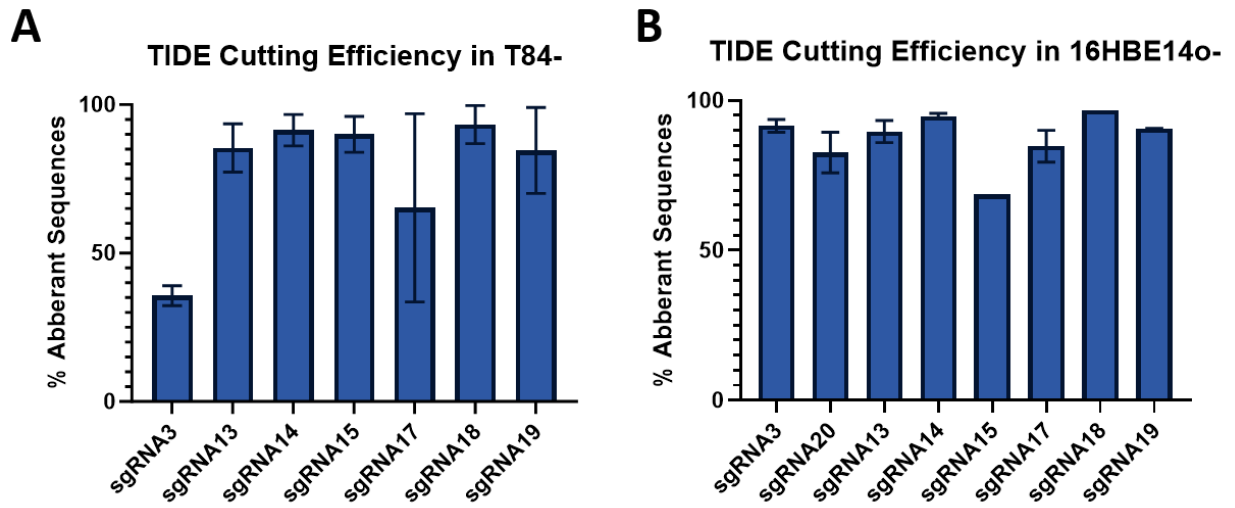 A
TIDE Cutting Efficiency in T84-
% Abberant Sequences
100
50
0
sgRNA3
sgRNA13
sgRNA14
sgRNA15
sgRNA17
sgRNA18
sgRNA19
B
TIDE Cutting Efficiency in 16HBE14o-
% Abberant Sequences
100
50
0
sgRNA3
sgRNA20
sgRNA13
sgRNA14
sgRNA15
sgRNA17
sgRNA18
sgRNA19